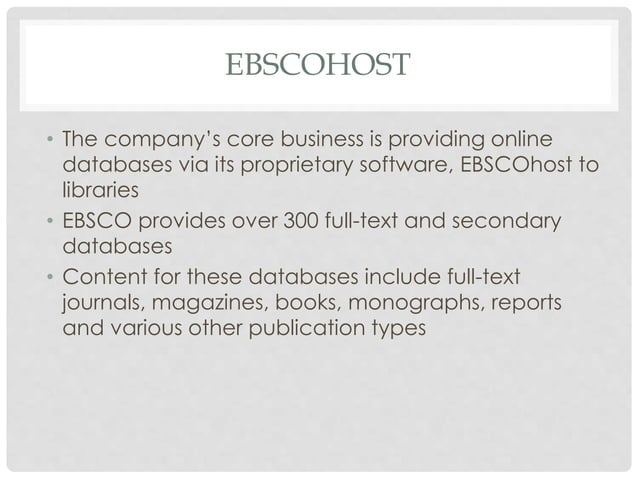 EBSCOHOST
• The company’s core business is providing online
databases via its proprietary software, EBSCOhost to
libraries
• EBSCO provides over 300 full-text and secondary
databases
• Content for these databases include full-text
journals, magazines, books, monographs, reports
and various other publication types